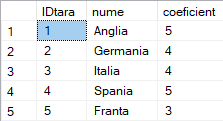 IDtara nume coeficient
1 1 Anglia 5
2 2 Germania 4
3 3 Italia 4
4 4 Spania 5
5 5 Franta 3